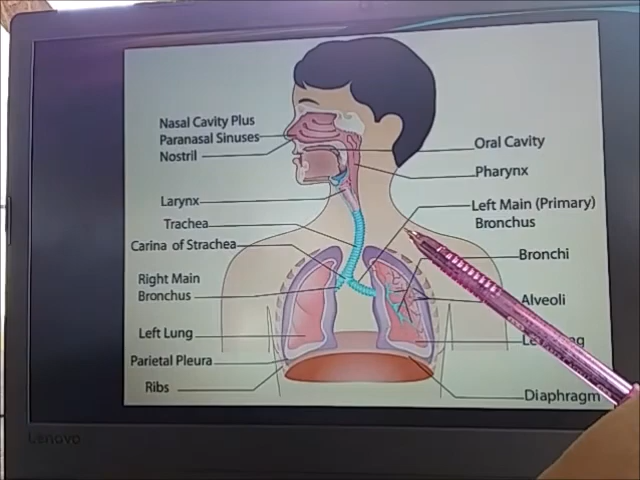 Nasal Cavity Plus
Paranasal Sinuses
Nostril
Oral Cavity
Pharynx
Larynx
Left Main (Primary)
Bronchus
Trachea
Carina of Strachea
Bronchi
Right Main
Bronchus
Alveoli
Left Lung
Parietal Pleura
Ribs
Diaphragm
Lenovo